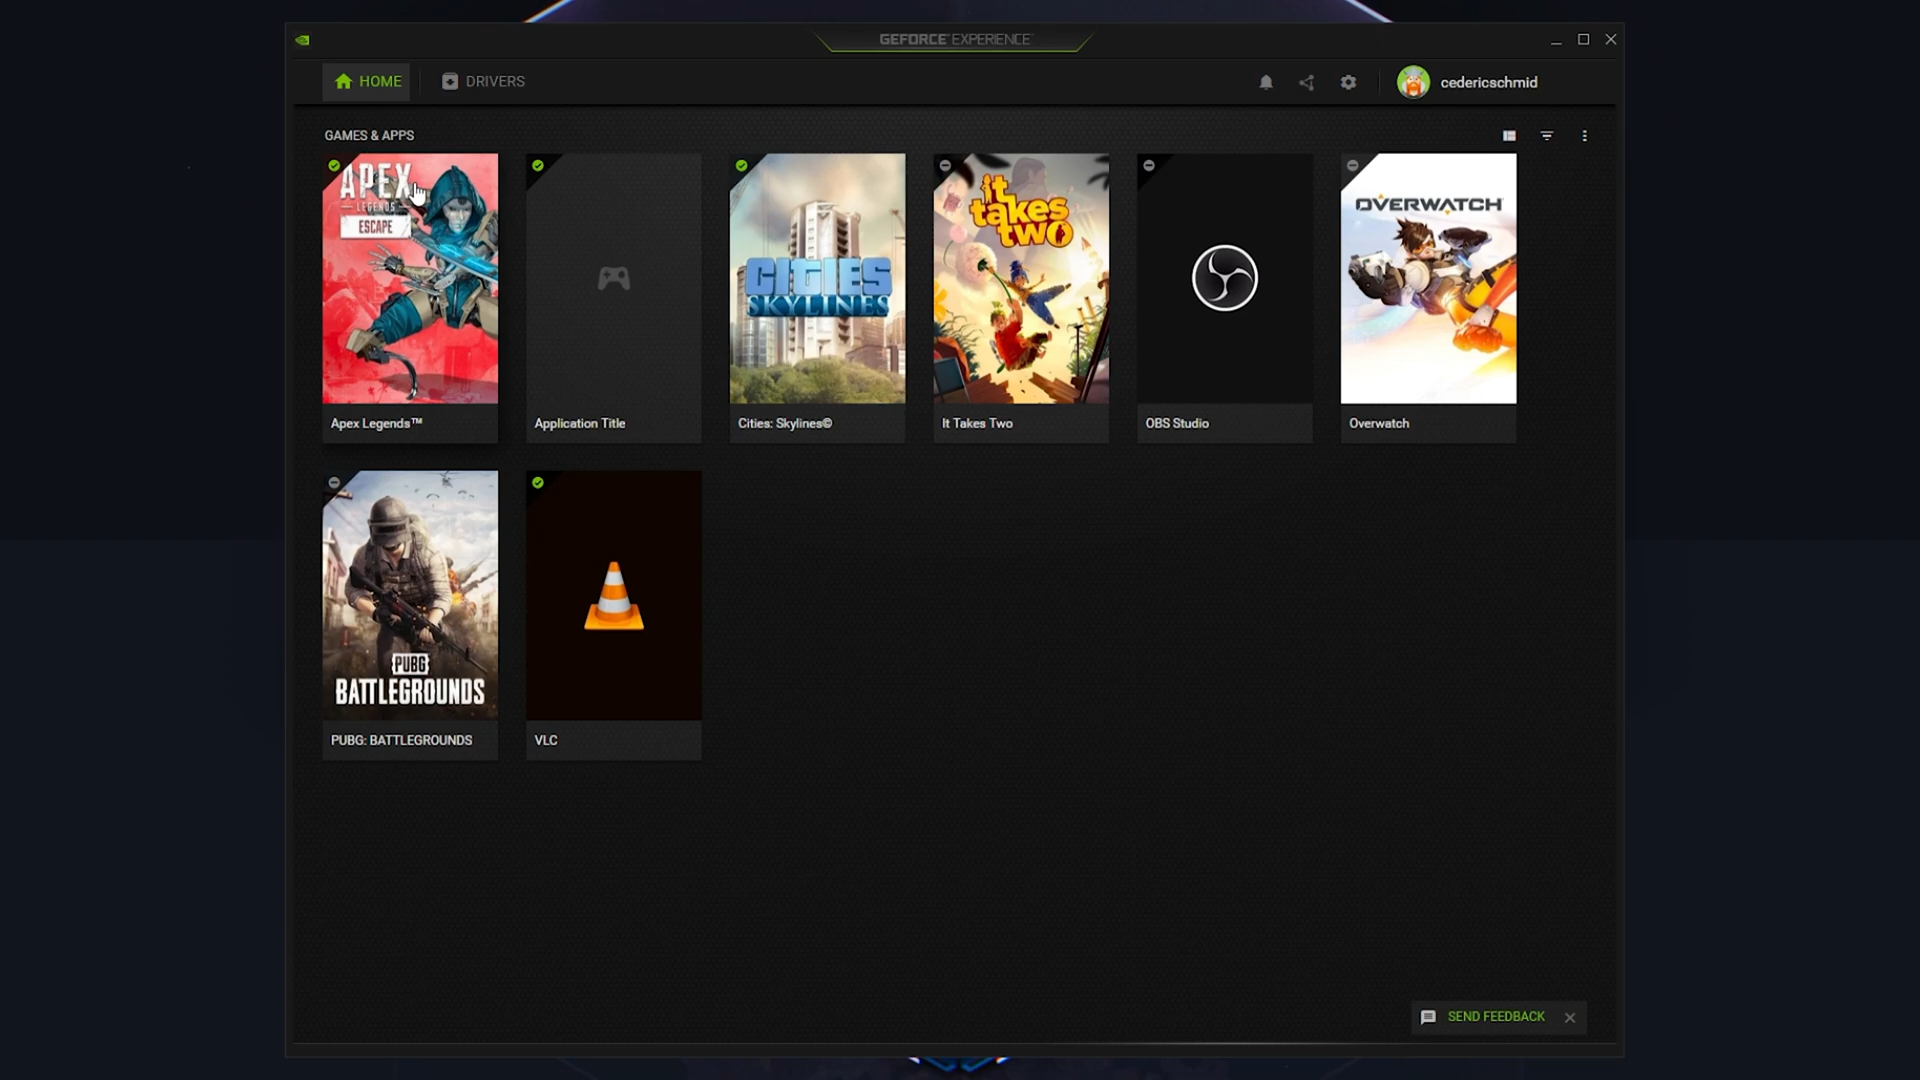 GEFORCE EXPERIENCE
HOME
DRIVERS
cedericschmid
GAMES & APPS
APEX
LEGENDS
ESCAPE
CITIES
SKYLINES
it
takes
two
OVERWATCH
Apex Legends™
Application Title
Cities: Skylines©
It Takes Two
OBS Studio
Overwatch
PUBG
BATTLEGROUNDS
PUBG: BATTLEGROUNDS
VLC
SEND FEEDBACK